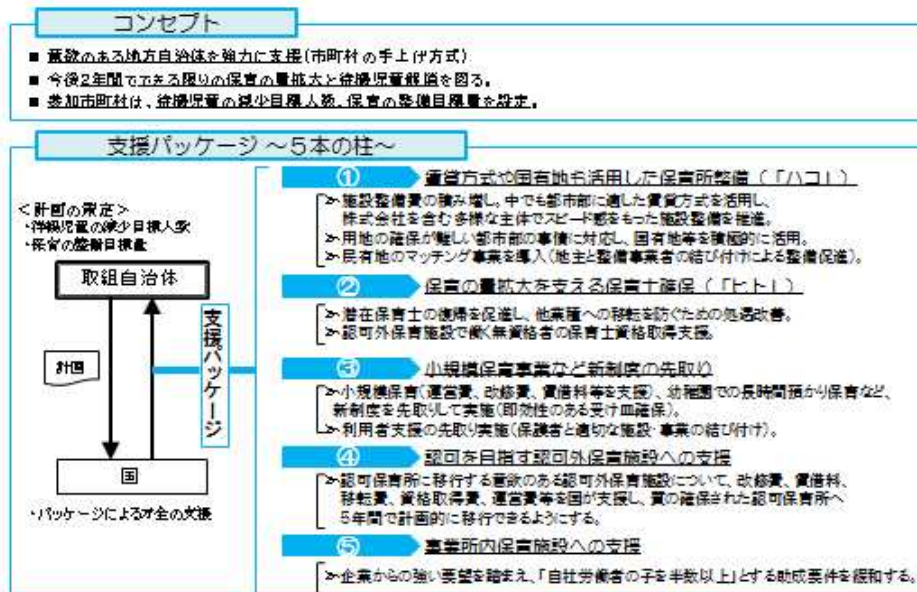 コンセプト
■ 意欲のある地方自治体を強力に支援(市町村の手上げ方式)
■ 今後2年間でできる限りの保育の量拡大と待機児童解消を図る。
■ 参加市町村は、待機児童の減少目標人数、保育の整備目標量を設定。
支援パッケージ ～5本の柱～
＜計画の策定＞
・待機児童の減少目標人数
・保育の整備目標量
取組自治体
計画
支援パッケージ
国
・パッケージによる万全の支援
① 賃貸方式や国有地も活用した保育所整備(「ハコ」)
➢施設整備費の積み増し。中でも都市部に適した賃貸方式を活用し、
株式会社を含む多様な主体でスピード感をもった施設整備を推進。
➢用地の確保が難しい都市部の事情に対応し、国有地等を積極的に活用。
➢民有地のマッチング事業を導入(地主と整備事業者の結び付けによる整備促進)。
② 保育の量拡大を支える保育士確保(「ヒト」)
➢潜在保育士の復帰を促進し、他業種への移転を防ぐための処遇改善。
➢認可外保育施設で働く無資格者の保育士資格取得支援。
③ 小規模保育事業など新制度の先取り
➢小規模保育(運営費、改修費、賃借料等を支援)、幼稚園での長時間預かり保育など、
新制度を先取りして実施(即効性のある受け皿確保)。
➢利用者支援の先取り実施(保護者と適切な施設・事業の結び付け)。
④ 認可を目指す認可外保育施設への支援
➢認可保育所に移行する意欲のある認可外保育施設について、改修費、賃借料、
移転費、資格取得費、運営費等を国が支援し、質の確保された認可保育所へ
5年間で計画的に移行できるようにする。
⑤ 事業所内保育施設への支援
➢企業からの強い要望を踏まえ、「自社労働者の子を半数以上」とする助成要件を緩和する。